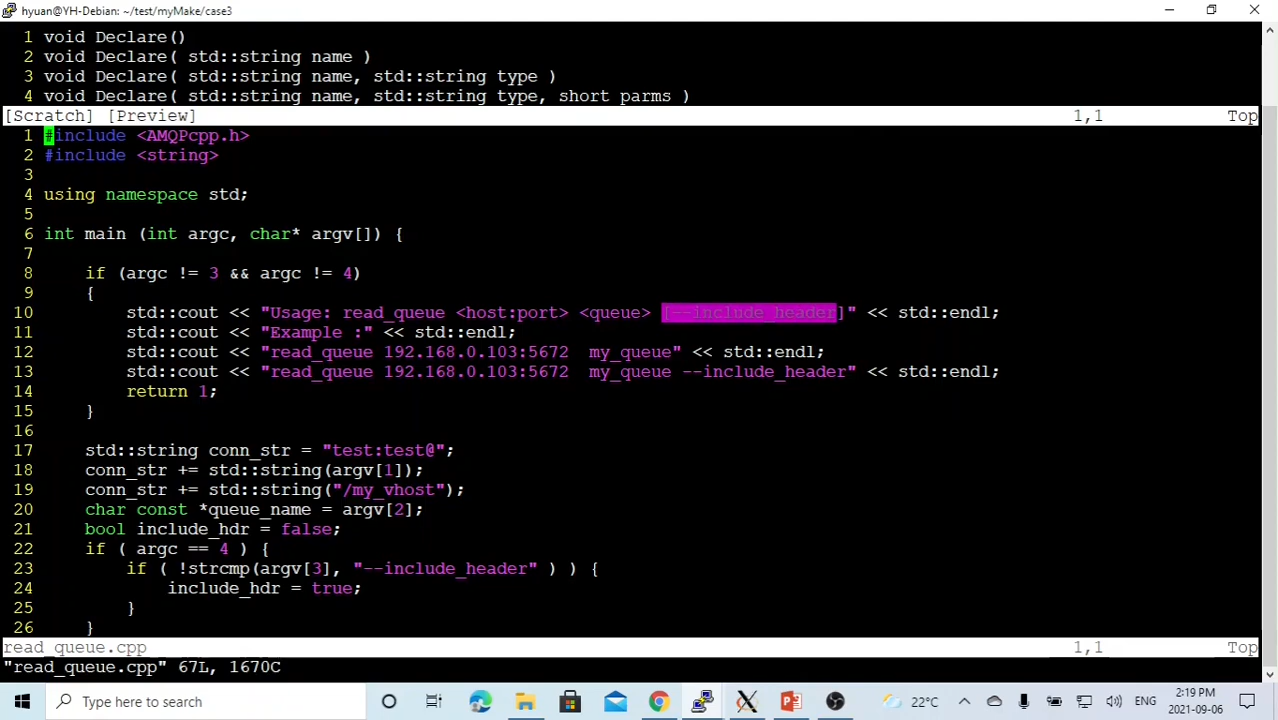 hyuan@YH-Debian: ~/test/myMake/case3
1 void Declare()
2 void Declare( std::string name )
3 void Declare( std::string name, std::string type )
4 void Declare( std::string name, std::string type, short parms )
[Scratch] [Preview] 1,1 Top
1 #include <AMQPcpp.h>
2 #include <string>
3
4 using namespace std;
5
6 int main (int argc, char* argv[]) {
7
8 if (argc != 3 && argc != 4)
9 {
10 std::cout << "Usage: read_queue <host:port> <queue> [--include_header]" << std::endl;
11 std::cout << "Example :" << std::endl;
12 std::cout << "read_queue 192.168.0.103:5672  my_queue" << std::endl;
13 std::cout << "read_queue 192.168.0.103:5672  my_queue --include_header" << std::endl;
14 return 1;
15 }
16
17 std::string conn_str = "test:test@";
18 conn_str += std::string(argv[1]);
19 conn_str += std::string("/my_vhost");
20 char const *queue_name = argv[2];
21 bool include_hdr = false;
22 if ( argc == 4 ) {
23 if ( !strcmp(argv[3], "--include_header" ) ) {
24 include_hdr = true;
25 }
26 }
read_queue.cpp 1,1 Top
"read_queue.cpp" 67L, 1670C
Type here to search
22°C
ENG
2:19 PM
2021-09-06